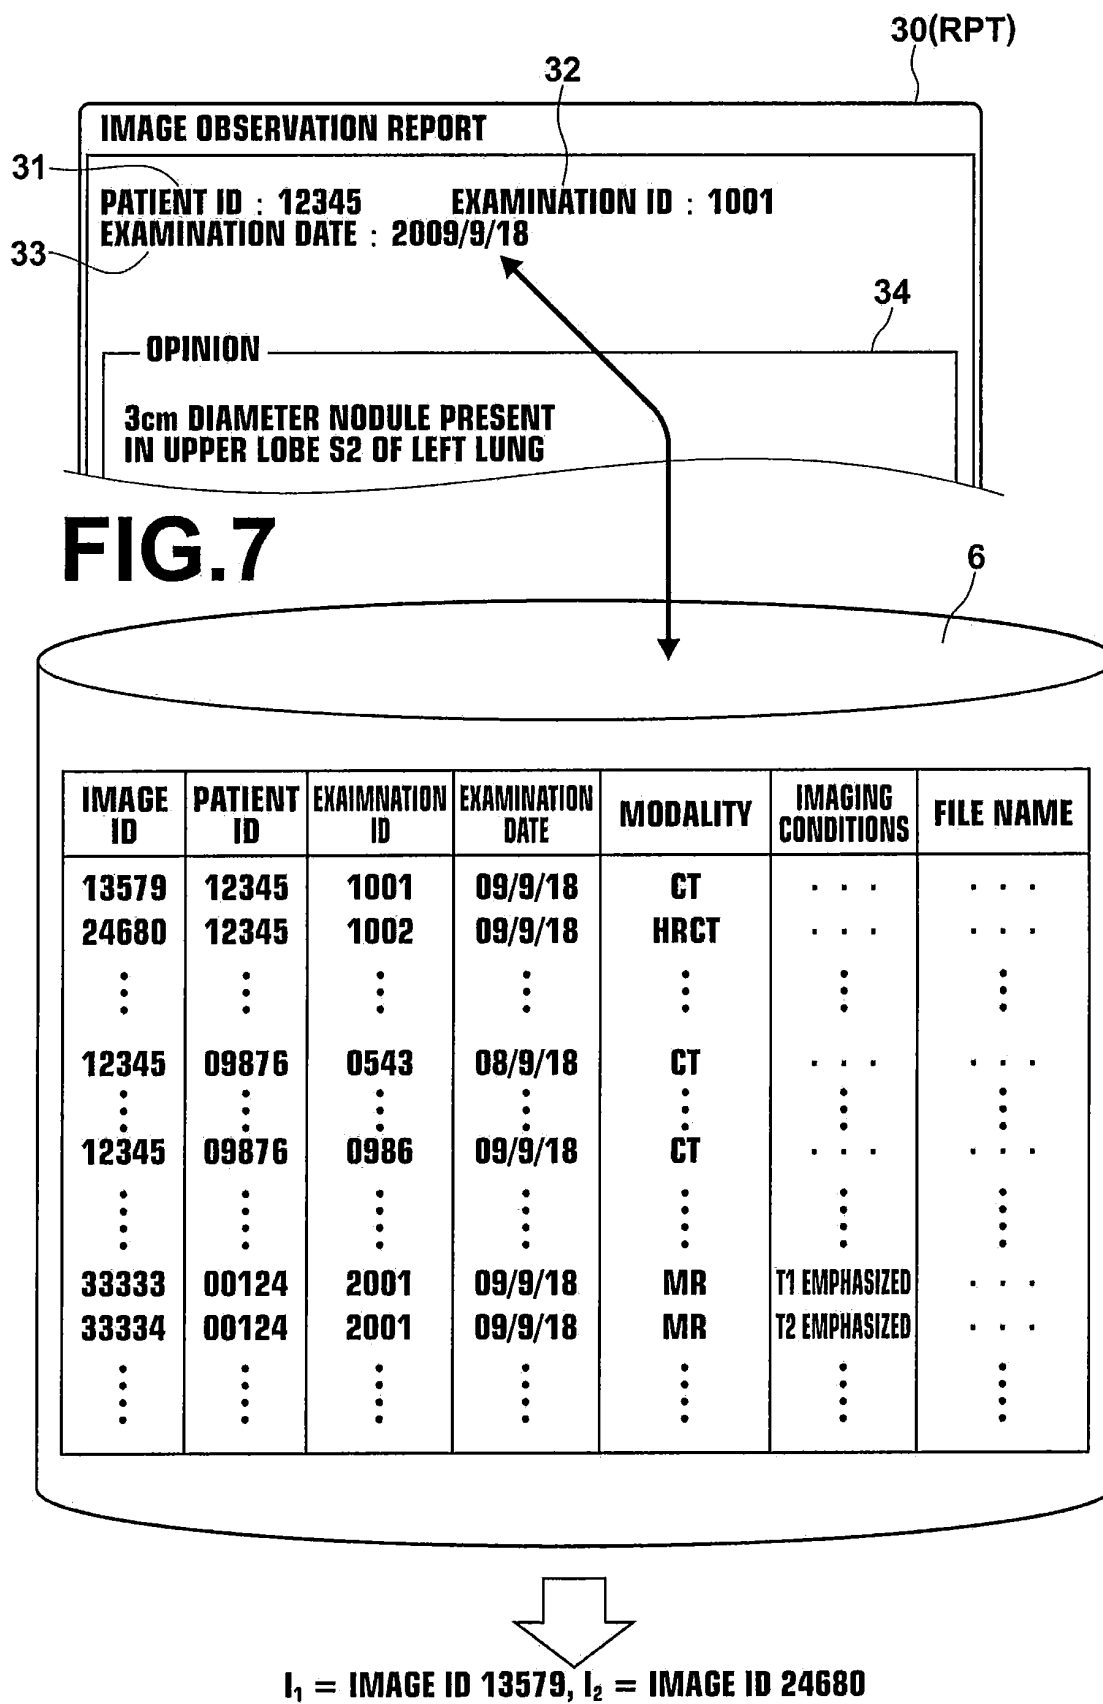 30(RPT)
32
IMAGE OBSERVATION REPORT
31
PATIENT ID : 12345 EXAMINATION ID : 1001
EXAMINATION DATE : 2009/9/18
33
34
OPINION
3cm DIAMETER NODULE PRESENT
IN UPPER LOBE S2 OF LEFT LUNG
FIG.7
6
IMAGE ID PATIENT ID EXAIMNATION ID EXAMINATION DATE MODALITY IMAGING CONDITIONS FILE NAME
13579 12345 1001 09/9/18 CT . . . . . .
24680 12345 1002 09/9/18 HRCT . . . . . .
12345 09876 0543 08/9/18 CT . . . . . .
12345 09876 0986 09/9/18 CT . . . . . .
33333 00124 2001 09/9/18 MR T1 EMPHASIZED . . .
33334 00124 2001 09/9/18 MR T2 EMPHASIZED . . .
I₁ = IMAGE ID 13579, I₂ = IMAGE ID 24680